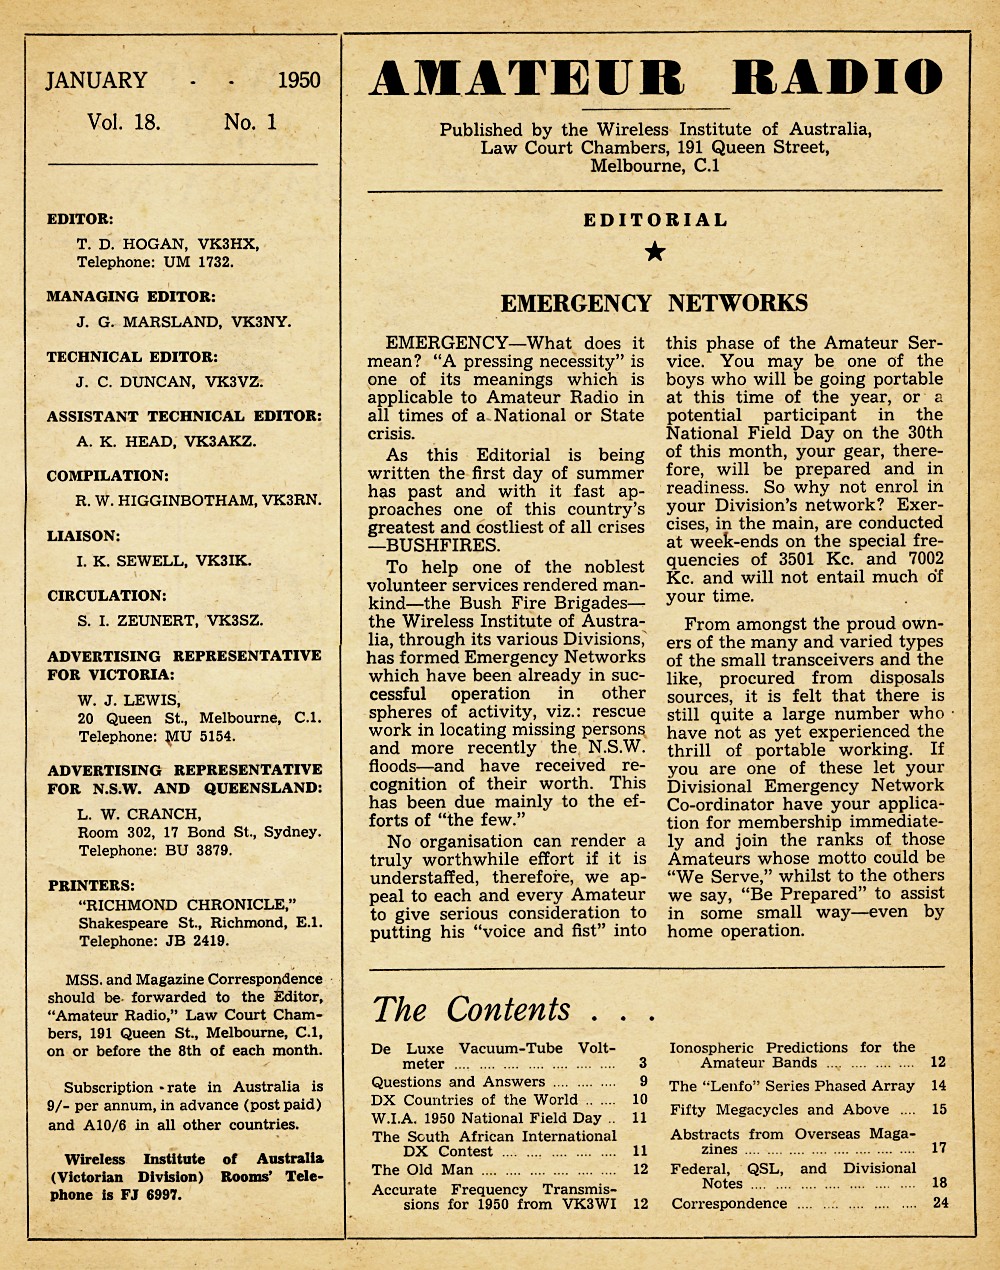 JANUARY - - 1950
Vol. 18. No. 1
EDITOR:
T. D. HOGAN, VK3HX,
Telephone: UM 1732.
MANAGING EDITOR:
J. G. MARSLAND, VK3NY.
TECHNICAL EDITOR:
J. C. DUNCAN, VK3VZ.
ASSISTANT TECHNICAL EDITOR:
A. K. HEAD, VK3AKZ.
COMPILATION:
R. W. HIGGINBOTHAM, VK3RN.
LIAISON:
I. K. SEWELL, VK3IK.
CIRCULATION:
S. I. ZEUNERT, VK3SZ.
ADVERTISING REPRESENTATIVE
FOR VICTORIA:
W. J. LEWIS,
20 Queen St., Melbourne, C.1.
Telephone: MU 5154.
ADVERTISING REPRESENTATIVE
FOR N.S.W. AND QUEENSLAND:
L. W. CRANCH,
Room 302, 17 Bond St., Sydney.
Telephone: BU 3879.
PRINTERS:
"RICHMOND CHRONICLE,"
Shakespeare St., Richmond, E.1.
Telephone: JB 2419.
MSS. and Magazine Correspondence
should be forwarded to the Editor,
"Amateur Radio," Law Court Cham-
bers, 191 Queen St., Melbourne, C.1,
on or before the 8th of each month.
Subscription rate in Australia is
9/- per annum, in advance (post paid)
and A10/6 in all other countries.
Wireless Institute of Australia
(Victorian Division) Rooms' Tele-
phone is FJ 6997.
AMATEUR RADIO
Published by the Wireless Institute of Australia,
Law Court Chambers, 191 Queen Street,
Melbourne, C.1
EDITORIAL
★
EMERGENCY NETWORKS
EMERGENCY—What does it
mean? "A pressing necessity" is
one of its meanings which is
applicable to Amateur Radio in
all times of a National or State
crisis.
As this Editorial is being
written the first day of summer
has past and with it fast ap-
proaches one of this country's
greatest and costliest of all crises
—BUSHFIRES.
To help one of the noblest
volunteer services rendered man-
kind—the Bush Fire Brigades—
the Wireless Institute of Austra-
lia, through its various Divisions,
has formed Emergency Networks
which have been already in suc-
cessful operation in other
spheres of activity, viz.: rescue
work in locating missing persons
and more recently the N.S.W.
floods—and have received re-
cognition of their worth. This
has been due mainly to the ef-
forts of "the few."
No organisation can render a
truly worthwhile effort if it is
understaffed, therefore, we ap-
peal to each and every Amateur
to give serious consideration to
putting his "voice and fist" into
this phase of the Amateur Ser-
vice. You may be one of the
boys who will be going portable
at this time of the year, or a
potential participant in the
National Field Day on the 30th
of this month, your gear, there-
fore, will be prepared and in
readiness. So why not enrol in
your Division's network? Exer-
cises, in the main, are conducted
at week-ends on the special fre-
quencies of 3501 Kc. and 7002
Kc. and will not entail much of
your time.
From amongst the proud own-
ers of the many and varied types
of the small transceivers and the
like, procured from disposals
sources, it is felt that there is
still quite a large number who
have not as yet experienced the
thrill of portable working. If
you are one of these let your
Divisional Emergency Network
Co-ordinator have your applica-
tion for membership immediate-
ly and join the ranks of those
Amateurs whose motto could be
"We Serve," whilst to the others
we say, "Be Prepared" to assist
in some small way—even by
home operation.
The Contents . . .
De Luxe Vacuum-Tube Volt-
meter .... .... .... .... .... .... .... .... 3
Questions and Answers .... .... .... 9
DX Countries of the World .. .... 10
W.I.A. 1950 National Field Day .. 11
The South African International
DX Contest .... .... .... .... .... .... 11
The Old Man .... .... .... .... .... .... .... 12
Accurate Frequency Transmis-
sions for 1950 from VK3WI 12
Ionospheric Predictions for the
Amateur Bands .... .... .... .... .... 12
The "Lenfo" Series Phased Array 14
Fifty Megacycles and Above .... 15
Abstracts from Overseas Maga-
zines .... .... .... .... .... .... .... .... 17
Federal, QSL, and Divisional
Notes .... .... .... .... .... .... .... .... 18
Correspondence .... .... .... .... .... 24